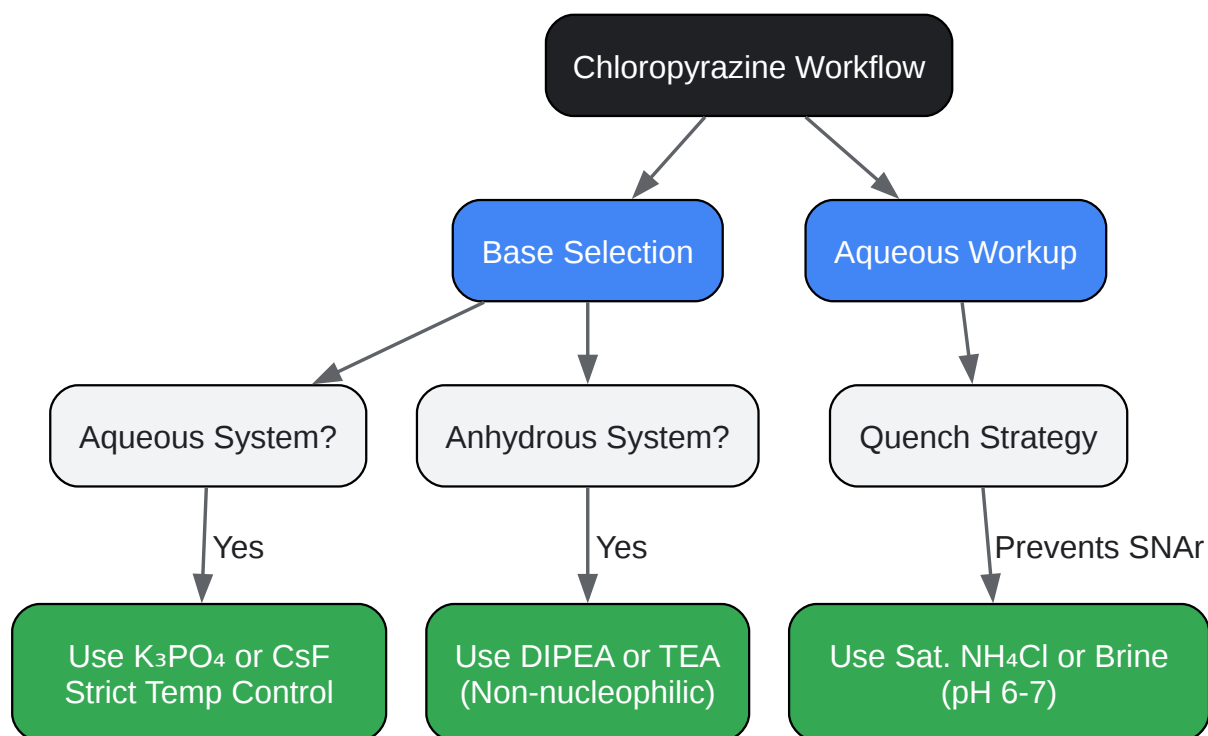 Chloropyrazine Workflow
Base Selection
Aqueous Workup
Aqueous System?
Anhydrous System?
Quench Strategy
Yes
Yes
Prevents SNAr
Use K₃PO₄ or CsF
Strict Temp Control
Use DIPEA or TEA
(Non-nucleophilic)
Use Sat. NH₄Cl or Brine
(pH 6-7)